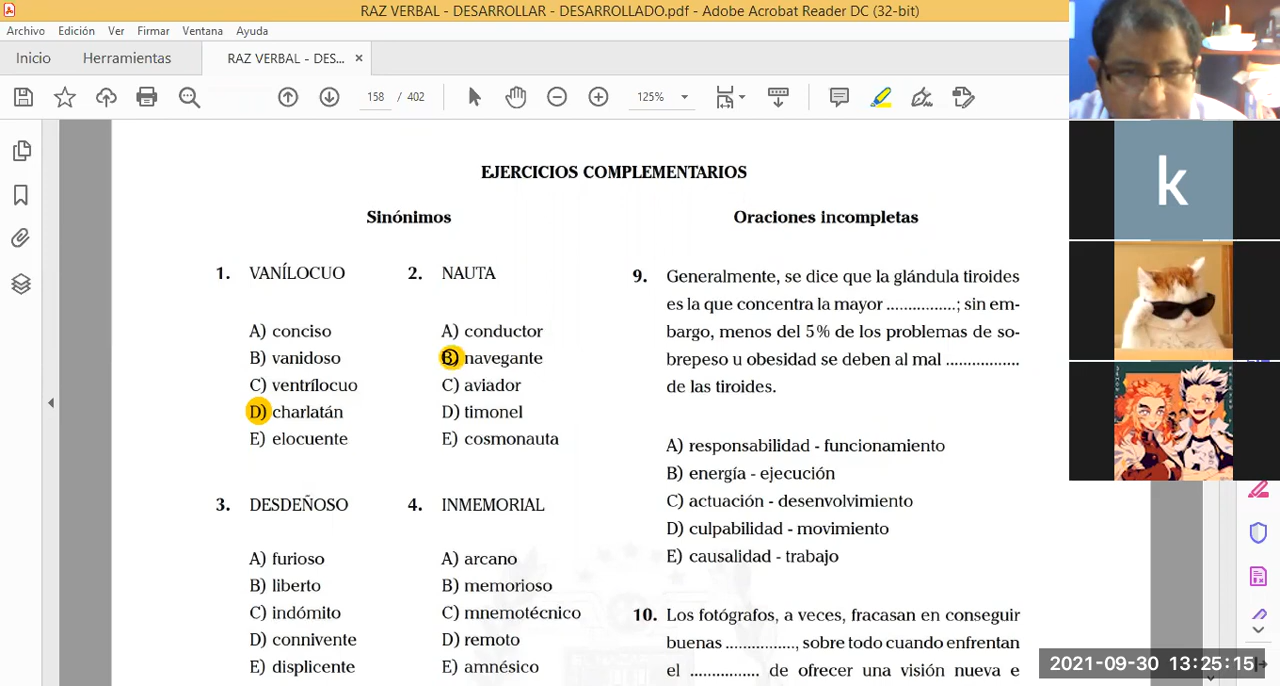 RAZ VERBAL - DESARROLLAR - DESARROLLADO.pdf - Adobe Acrobat Reader DC (32-bit)
Archivo Edición Ver Firmar Ventana Ayuda
Inicio Herramientas RAZ VERBAL - DES... ×
158 / 402 125%
EJERCICIOS COMPLEMENTARIOS
Sinónimos
1. VANÍLOCUO
A) conciso
B) vanidoso
C) ventrílocuo
D) charlatán
E) elocuente
2. NAUTA
A) conductor
B) navegante
C) aviador
D) timonel
E) cosmonauta
3. DESDEÑOSO
A) furioso
B) liberto
C) indómito
D) connivente
E) displicente
4. INMEMORIAL
A) arcano
B) memorioso
C) mnemotécnico
D) remoto
E) amnésico
Oraciones incompletas
9. Generalmente, se dice que la glándula tiroides
es la que concentra la mayor ................; sin em-
bargo, menos del 5% de los problemas de so-
brepeso u obesidad se deben al mal .................
de las tiroides.
A) responsabilidad - funcionamiento
B) energía - ejecución
C) actuación - desenvolvimiento
D) culpabilidad - movimiento
E) causalidad - trabajo
10. Los fotógrafos, a veces, fracasan en conseguir
buenas ................, sobre todo cuando enfrentan
el ................ de ofrecer una visión nueva e
k
2021-09-30 13:25:15